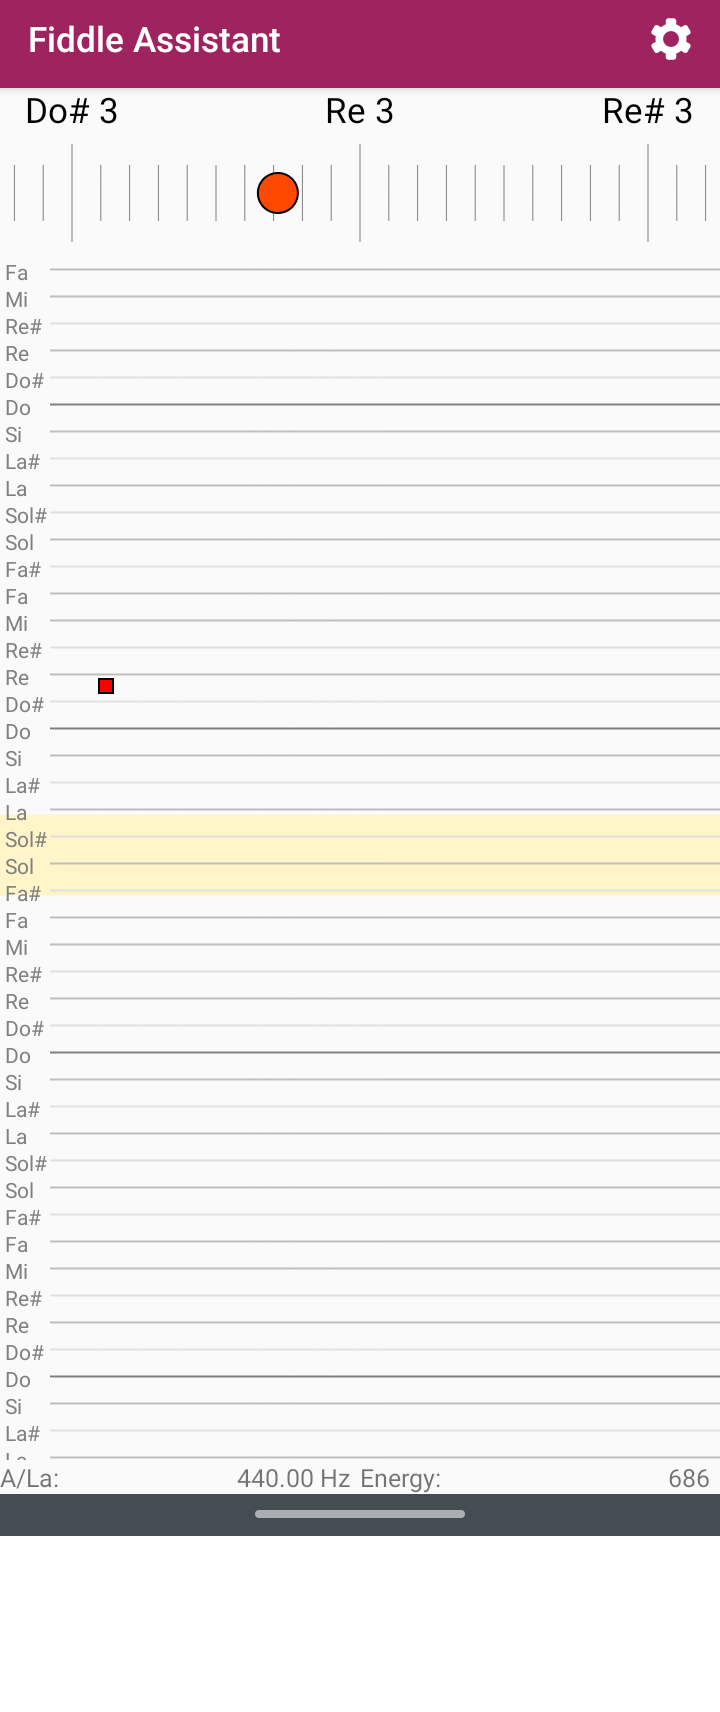 Fiddle Assistant
Do# 3 Re 3 Re# 3
Fa
Mi
Re#
Re
Do#
Do
Si
La#
La
Sol#
Sol
Fa#
Fa
Mi
Re#
Re
Do#
Do
Si
La#
La
Sol#
Sol
Fa#
Fa
Mi
Re#
Re
Do#
Do
Si
La#
La
Sol#
Sol
Fa#
Fa
Mi
Re#
Re
Do#
Do
Si
La#
La
A/La: 440.00 Hz Energy: 686